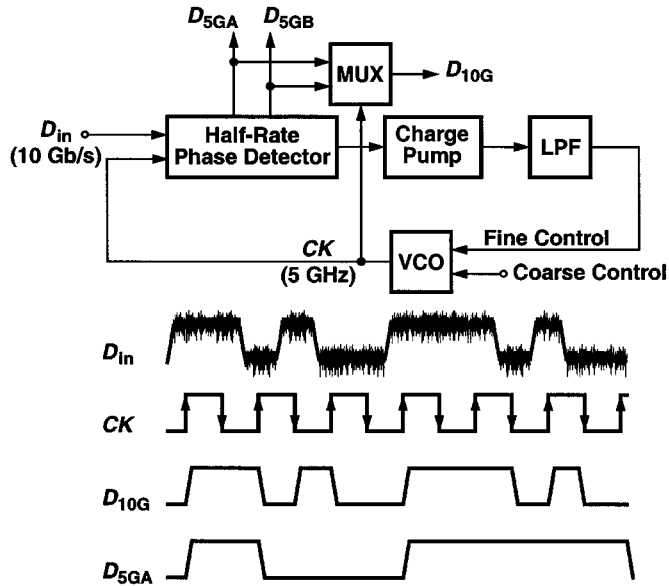 D5GA D5GB
MUX
D10G
Din
(10 Gb/s)
Half-Rate
Phase Detector
Charge
Pump
LPF
CK
(5 GHz)
VCO
Fine Control
Coarse Control
Din
CK
D10G
D5GA